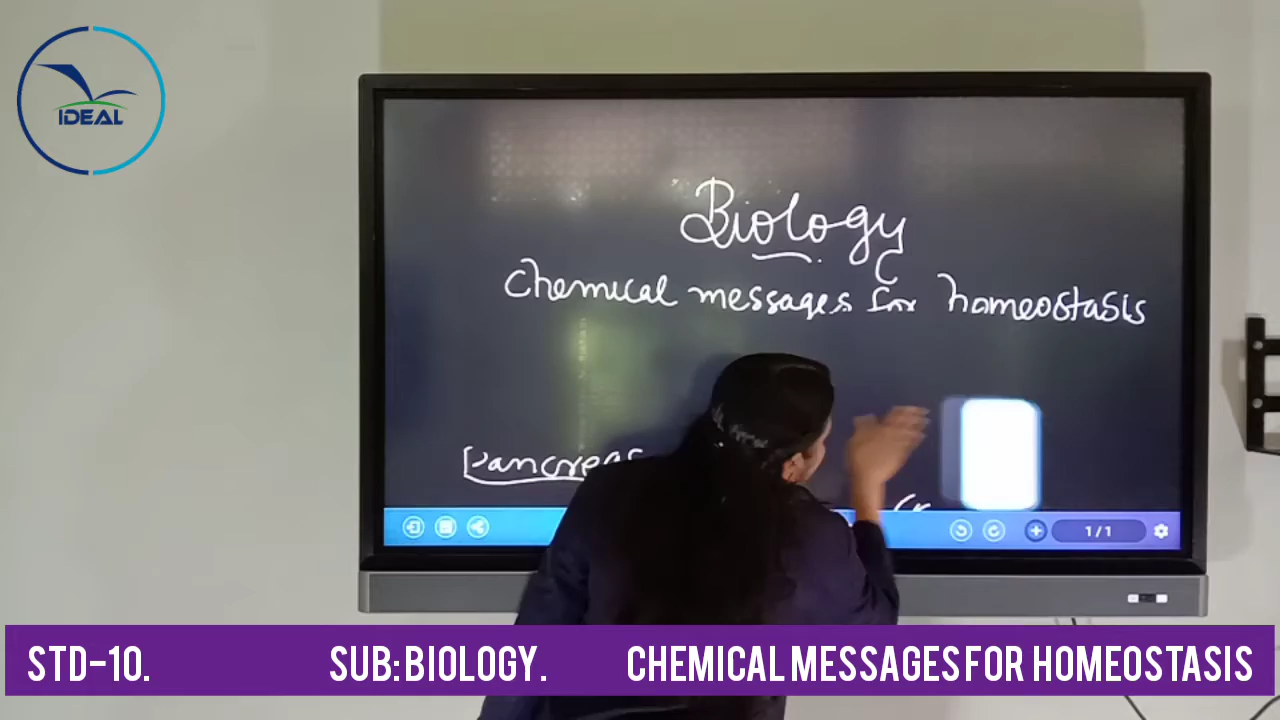 IDEAL
Biology
Chemical messages for homeostasis
Pancreas
1/1
STD-10. SUB: BIOLOGY. CHEMICAL MESSAGES FOR HOMEOSTASIS